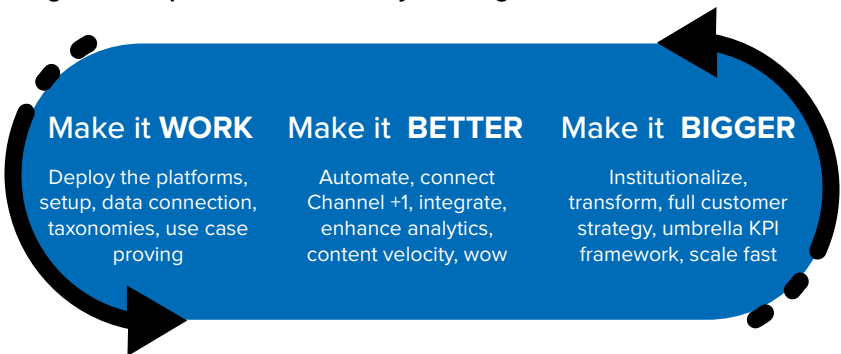 Make it WORK
Deploy the platforms,
setup, data connection,
taxonomies, use case
proving
Make it BETTER
Automate, connect
Channel +1, integrate,
enhance analytics,
content velocity, wow
Make it BIGGER
Institutionalize,
transform, full customer
strategy, umbrella KPI
framework, scale fast